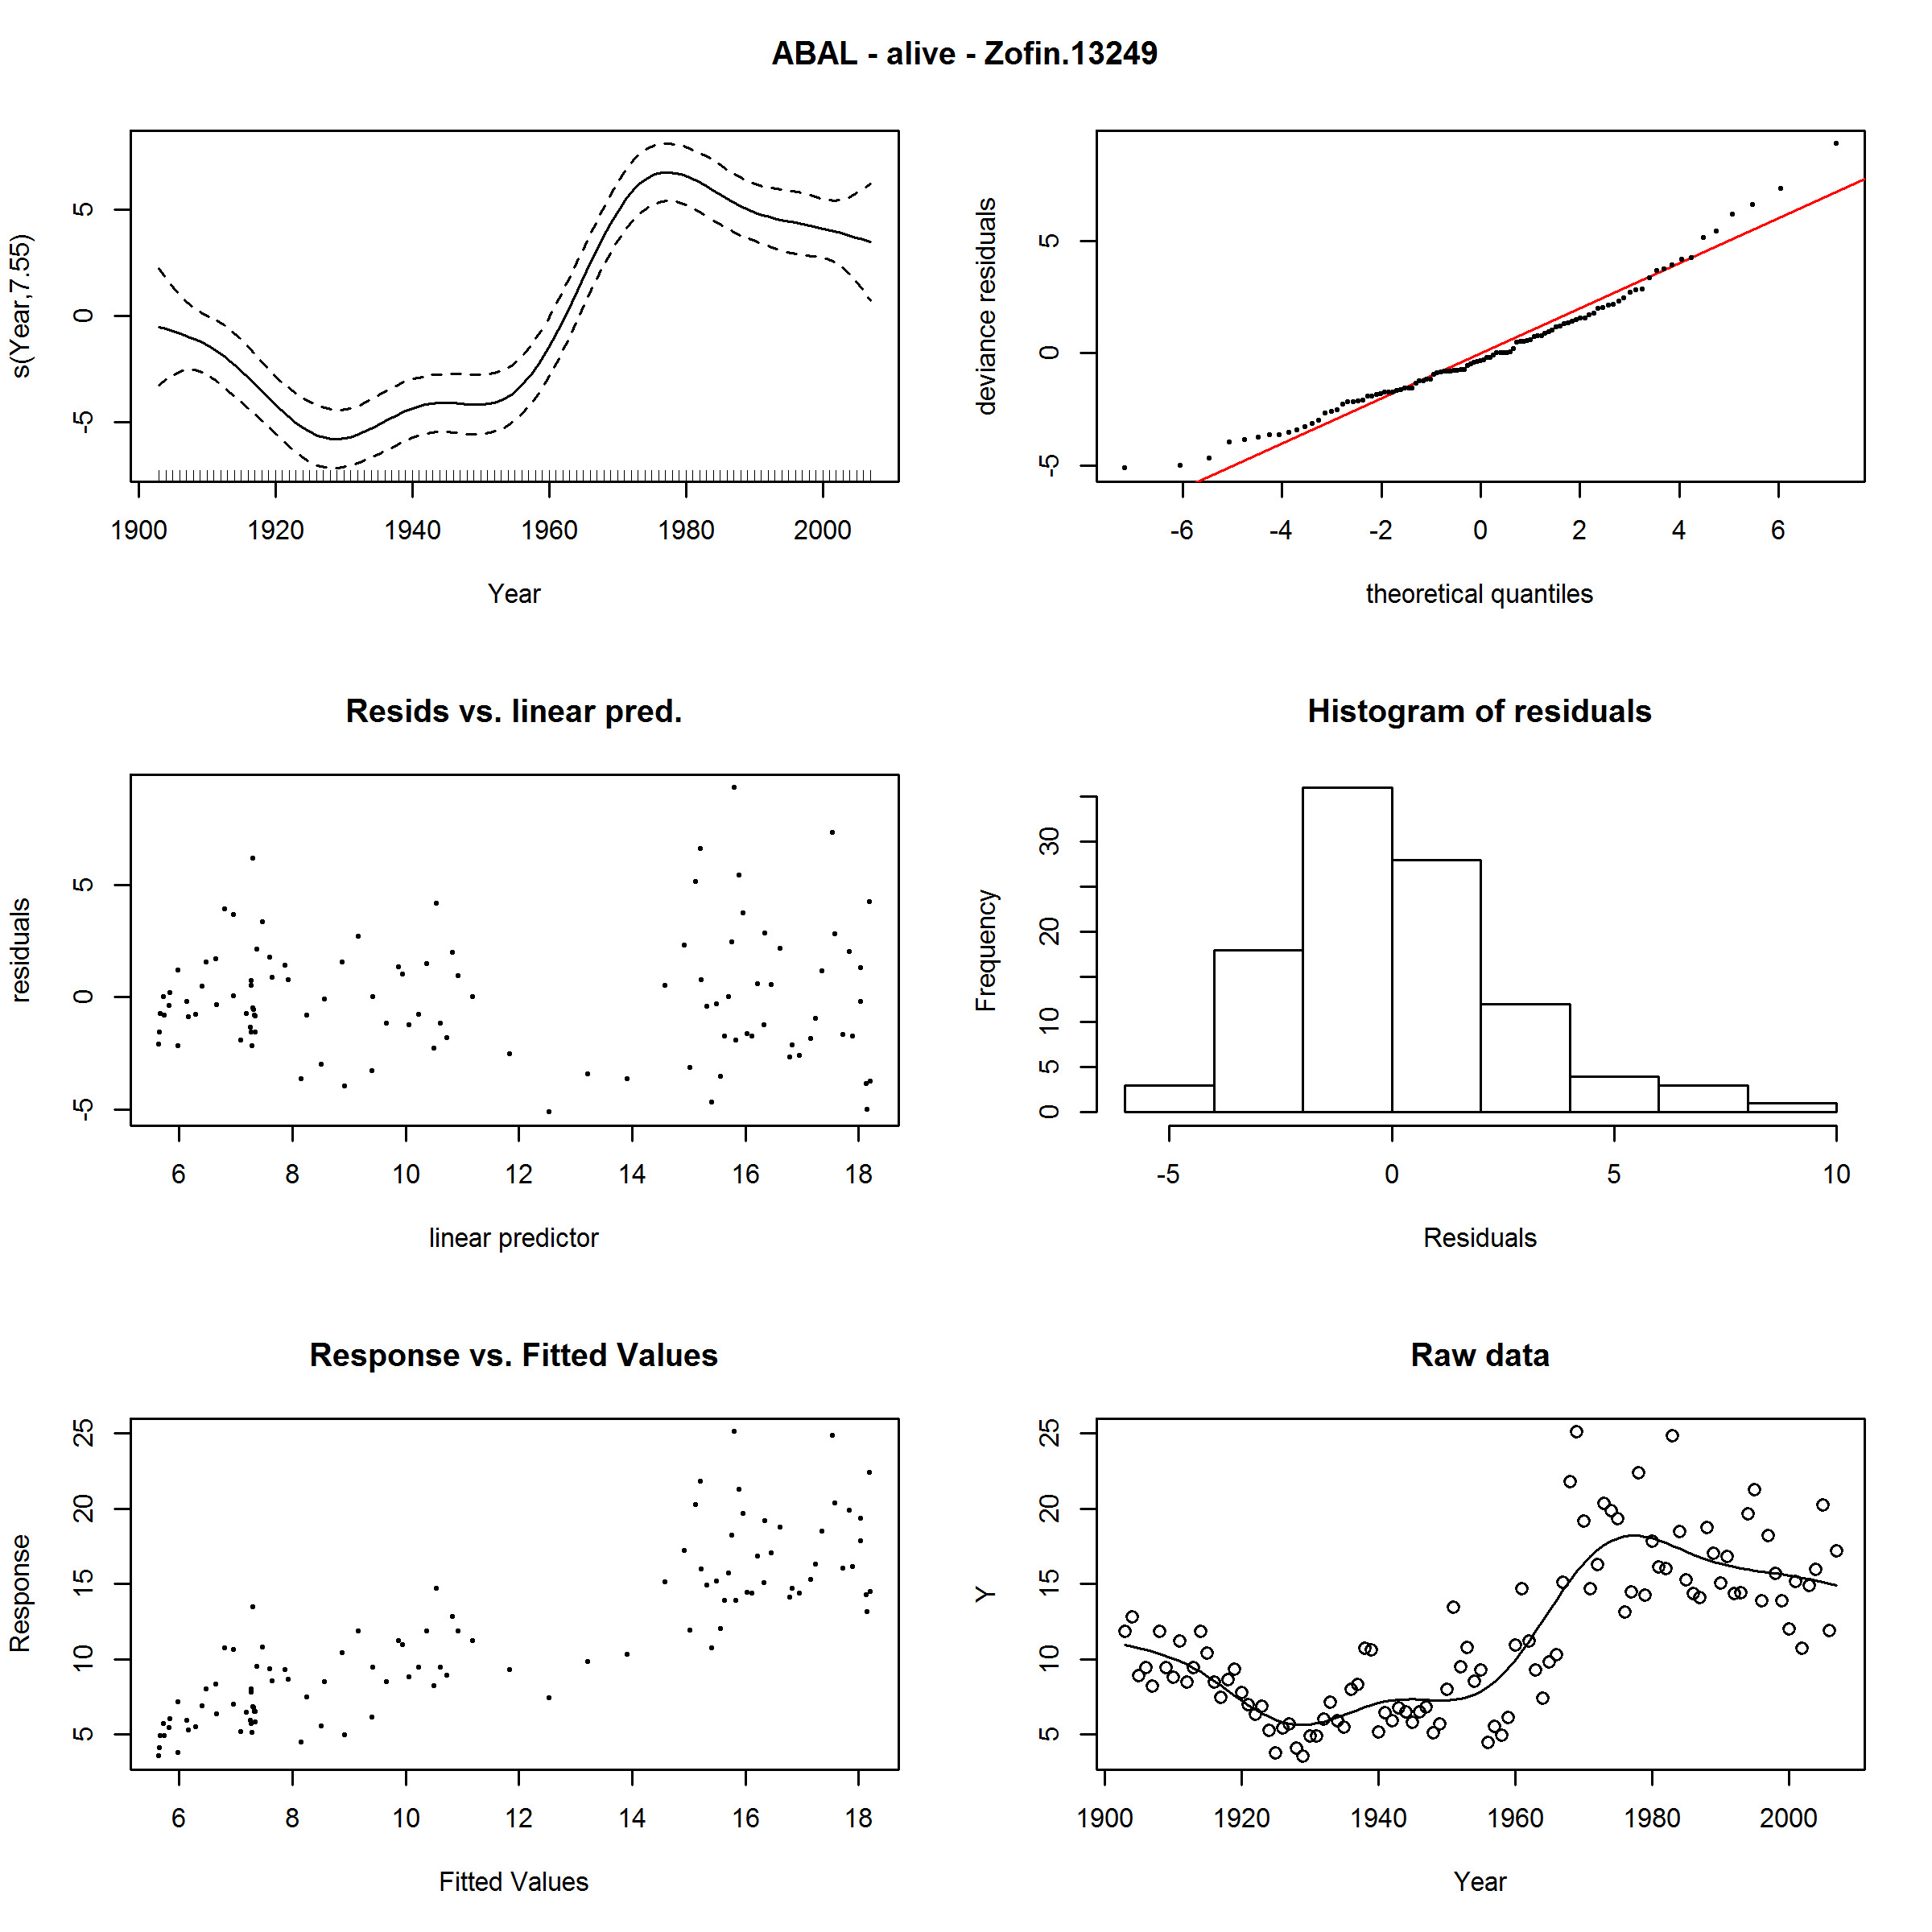 ABAL - alive - Zofin.13249
s(Year,7.55)
5
0
-5
1900 1920 1940 1960 1980 2000
Year
deviance residuals
5
0
-5
-6 -4 -2 0 2 4 6
theoretical quantiles
Resids vs. linear pred.
residuals
5
0
-5
6 8 10 12 14 16 18
linear predictor
Histogram of residuals
Frequency
30
20
10
5
0
-5 0 5 10
Residuals
Response vs. Fitted Values
Response
25
20
15
10
5
6 8 10 12 14 16 18
Fitted Values
Raw data
Y
25
20
15
10
5
1900 1920 1940 1960 1980 2000
Year